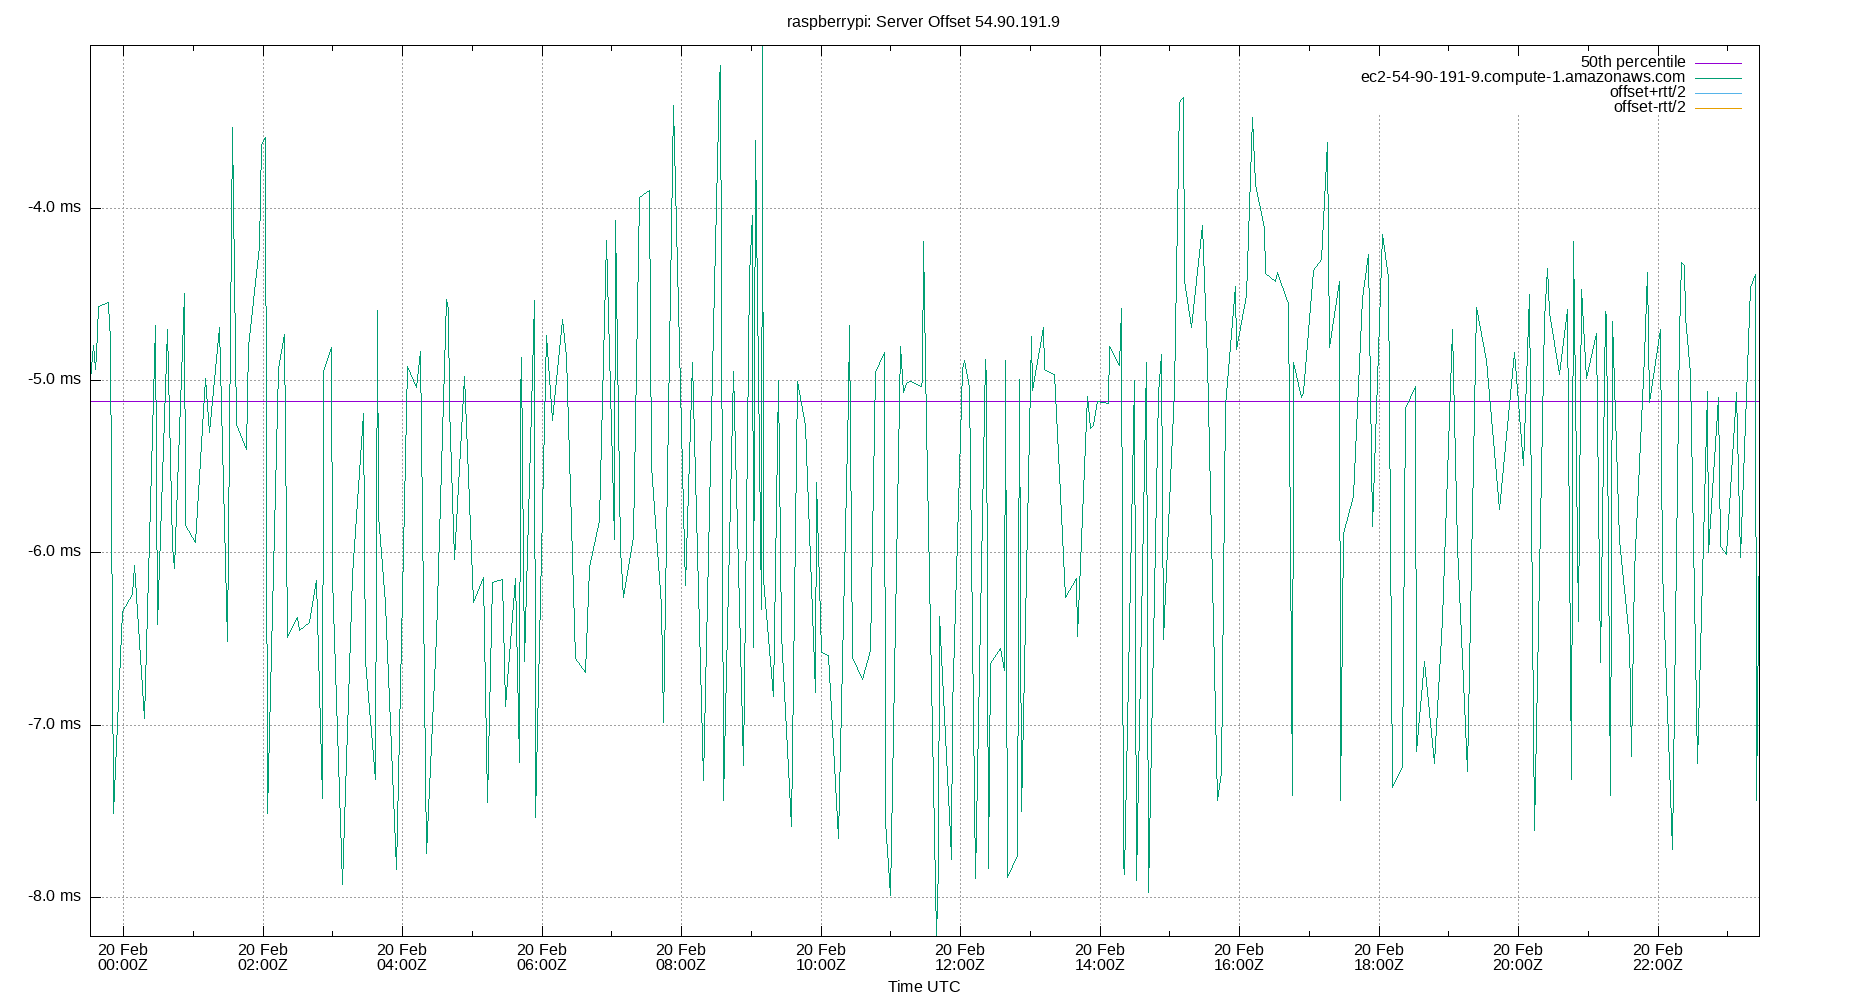 raspberrypi: Server Offset 54.90.191.9
50th percentile
ec2-54-90-191-9.compute-1.amazonaws.com
offset+rtt/2
offset-rtt/2
-4.0 ms
-5.0 ms
-6.0 ms
-7.0 ms
-8.0 ms
20 Feb 20 Feb 20 Feb 20 Feb 20 Feb 20 Feb 20 Feb 20 Feb 20 Feb 20 Feb 20 Feb 20 Feb
00:00Z 02:00Z 04:00Z 06:00Z 08:00Z 10:00Z 12:00Z 14:00Z 16:00Z 18:00Z 20:00Z 22:00Z
Time UTC